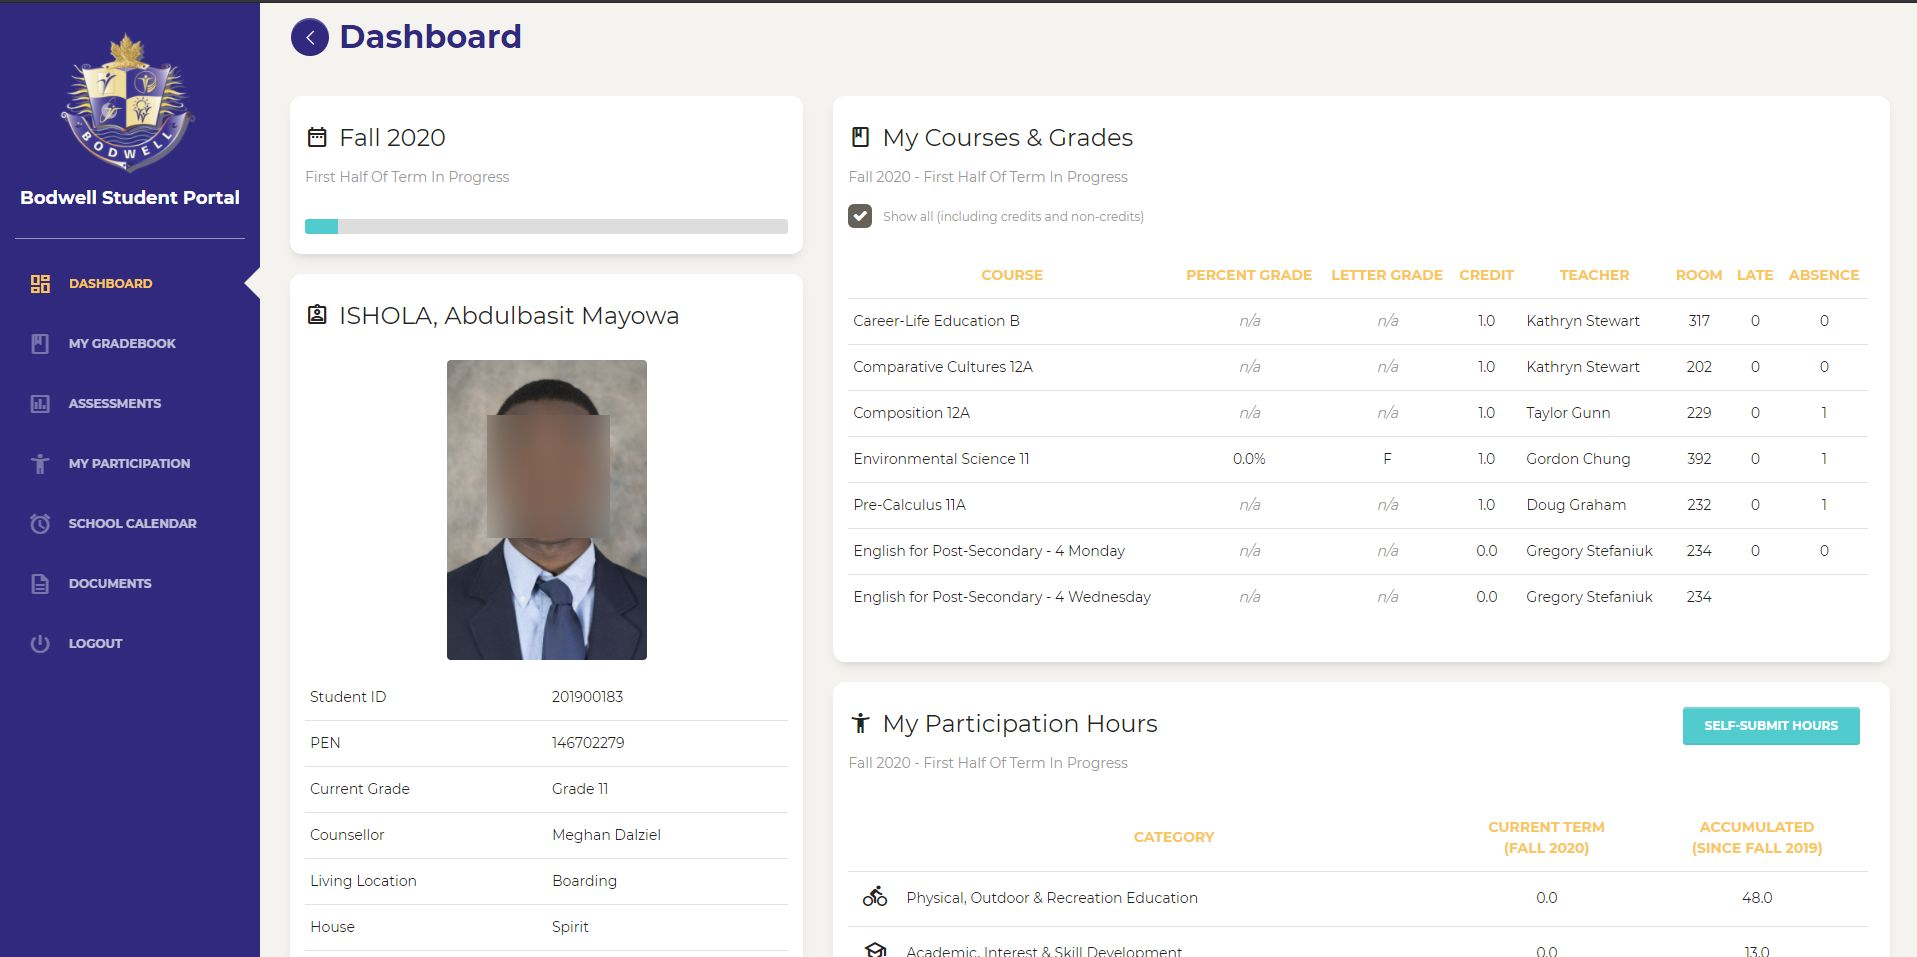 BODWELL
Bodwell Student Portal
DASHBOARD
MY GRADEBOOK
ASSESSMENTS
MY PARTICIPATION
SCHOOL CALENDAR
DOCUMENTS
LOGOUT
Dashboard
Fall 2020
First Half Of Term In Progress
ISHOLA, Abdulbasit Mayowa
Student ID 201900183
PEN 146702279
Current Grade Grade 11
Counsellor Meghan Dalziel
Living Location Boarding
House Spirit
My Courses & Grades
Fall 2020 - First Half Of Term In Progress
Show all (including credits and non-credits)
COURSE PERCENT GRADE LETTER GRADE CREDIT TEACHER ROOM LATE ABSENCE
Career-Life Education B n/a n/a 1.0 Kathryn Stewart 317 0 0
Comparative Cultures 12A n/a n/a 1.0 Kathryn Stewart 202 0 0
Composition 12A n/a n/a 1.0 Taylor Gunn 229 0 1
Environmental Science 11 0.0% F 1.0 Gordon Chung 392 0 1
Pre-Calculus 11A n/a n/a 1.0 Doug Graham 232 0 1
English for Post-Secondary - 4 Monday n/a n/a 0.0 Gregory Stefaniuk 234 0 0
English for Post-Secondary - 4 Wednesday n/a n/a 0.0 Gregory Stefaniuk 234
My Participation Hours
SELF-SUBMIT HOURS
Fall 2020 - First Half Of Term In Progress
CATEGORY CURRENT TERM (FALL 2020) ACCUMULATED (SINCE FALL 2019)
Physical, Outdoor & Recreation Education 0.0 48.0
Academic, Interest & Skill Development 0.0 13.0